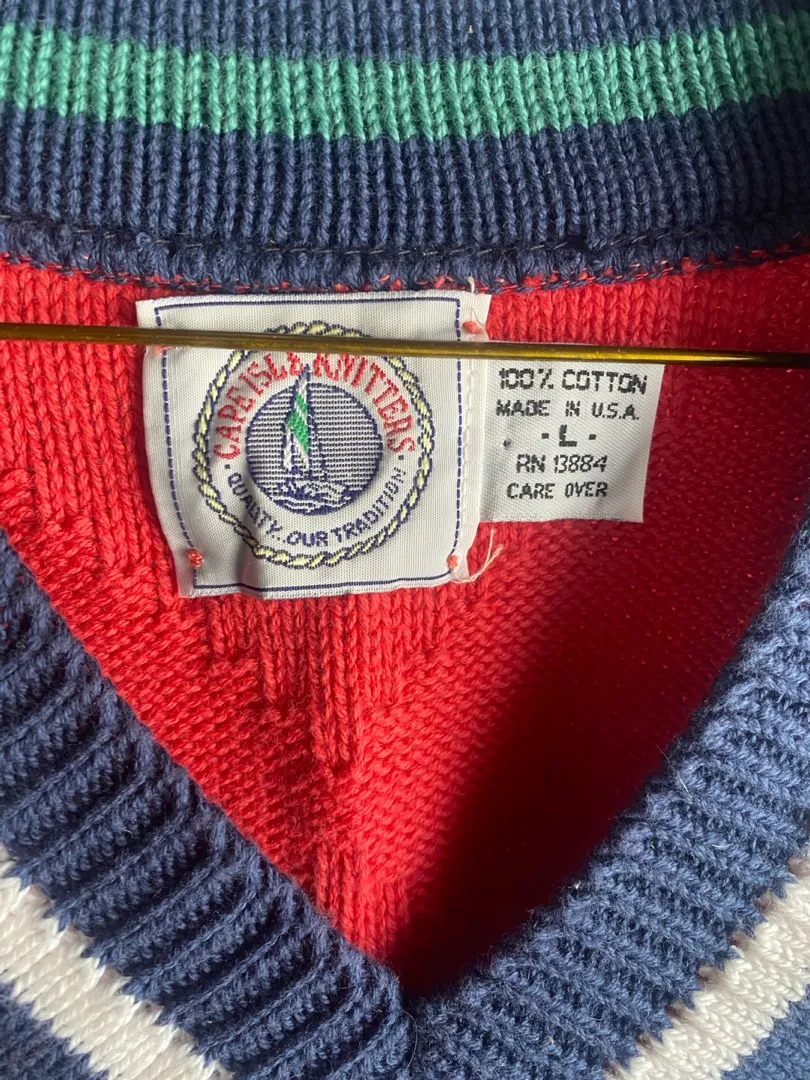 CAPE ISLE KNITTERS
· QUALITY..OUR TRADITION ·
100% COTTON
MADE IN U.S.A.
· L ·
RN 13884
CARE OVER